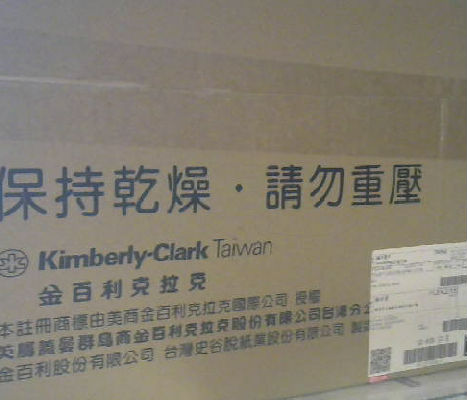 保持乾燥・請勿重壓
Kimberly-Clark Taiwan
金百利克拉克
本註冊商標由美商金百利克拉克國際公司 授權
英屬蓋曼群島商金百利克拉克股份有限公司台灣分公
金百利股份有限公司 台灣史谷脫紙業股份有限公司 製造